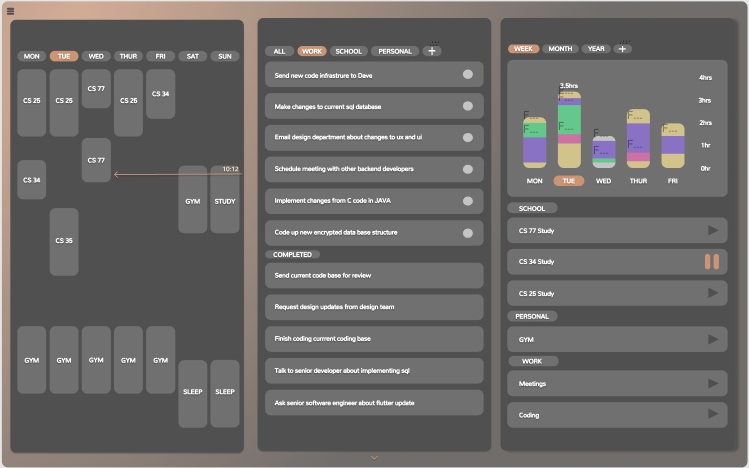 MON TUE WED THUR FRI SAT SUN
CS 25
CS 25
CS 77
CS 25
CS 34
CS 77
CS 34
10:12
GYM
STUDY
CS 35
GYM
GYM
GYM
GYM
GYM
SLEEP
SLEEP
ALL WORK SCHOOL PERSONAL +
Send new code infrastrure to Dave
Make changes to current sql database
Email design department about changes to ux and ui
Schedule meeting with other backend developers
Implement changes from C code in JAVA
Code up new encrypted data base structure
COMPLETED
Send current code base for review
Request design updates from design team
Finish coding currrent coding base
Talk to senior developer about implementing sql
Ask senior software engineer about flutter update
WEEK MONTH YEAR +
4hrs
3.5hrs
3hrs
2hrs
1hr
0hr
F...
F...
F...
F...
F...
F...
F...
F...
MON TUE WED THUR FRI
SCHOOL
CS 77 Study
CS 34 Study
CS 25 Study
PERSONAL
GYM
WORK
Meetings
Coding